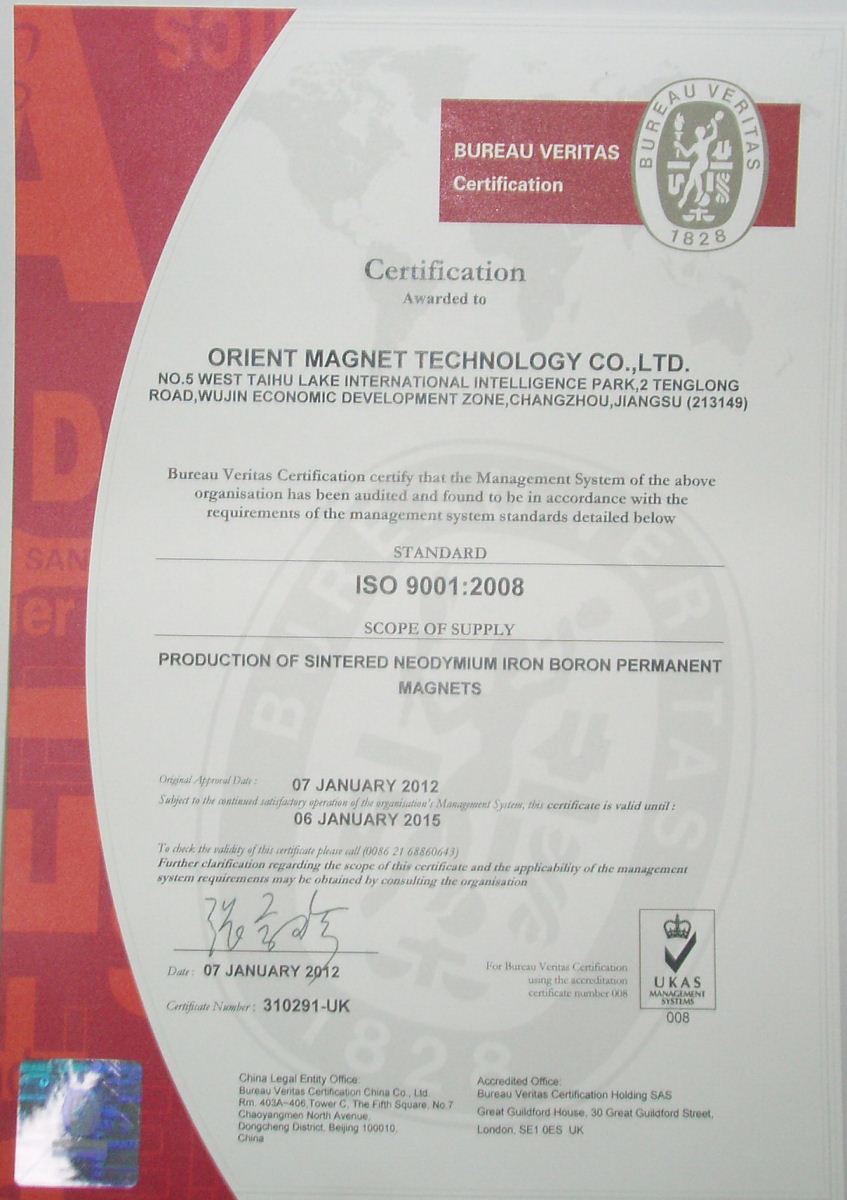 BUREAU VERITAS
Certification
BUREAU VERITAS
1828
Certification
Awarded to
ORIENT MAGNET TECHNOLOGY CO.,LTD.
NO.5 WEST TAIHU LAKE INTERNATIONAL INTELLIGENCE PARK,2 TENGLONG
ROAD,WUJIN ECONOMIC DEVELOPMENT ZONE,CHANGZHOU,JIANGSU (213149)
Bureau Veritas Certification certify that the Management System of the above
organisation has been audited and found to be in accordance with the
requirements of the management system standards detailed below
STANDARD
ISO 9001:2008
SCOPE OF SUPPLY
PRODUCTION OF SINTERED NEODYMIUM IRON BORON PERMANENT
MAGNETS
Original Approval Date : 07 JANUARY 2012
Subject to the continued satisfactory operation of the organisation's Management System, this certificate is valid until :
06 JANUARY 2015
To check the validity of this certificate please call (0086 21 68860643)
Further clarification regarding the scope of this certificate and the applicability of the management
system requirements may be obtained by consulting the organisation
Date : 07 JANUARY 2012
Certificate Number : 310291-UK
For Bureau Veritas Certification
using the accreditation
certificate number 008
UKAS
MANAGEMENT
SYSTEMS
008
China Legal Entity Office:
Bureau Veritas Certification China Co., Ltd.
Rm. 403A~406,Tower C, The Fifth Square, No.7
Chaoyangmen North Avenue,
Dongcheng District, Beijing 100010,
China
Accredited Office:
Bureau Veritas Certification Holding SAS
Great Guildford House, 30 Great Guildford Street,
London, SE1 0ES UK